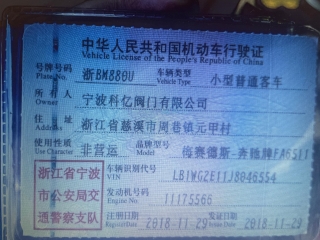 中华人民共和国机动车行驶证
Vehicle License of the People's Republic of China
号牌号码 浙BM880U 车辆类型 小型普通客车
Plate No. Vehicle Type
所有人 宁波科亿阀门有限公司
Owner
住址 浙江省慈溪市周巷镇元甲村
Address
使用性质 非营运 品牌型号 梅赛德斯-奔驰牌
Use Character Model
浙江省宁波市公安局交通警察支队
车辆识别代号
VIN
发动机号码 11175566
Engine No.
注册日期 2018-11-29 发证日期 2018-11-29
Register Date Issue Date